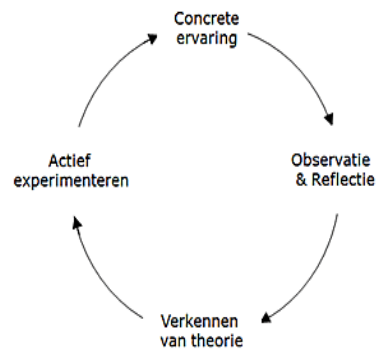 Concrete
ervaring
Observatie
& Reflectie
Verkennen
van theorie
Actief
experimenteren